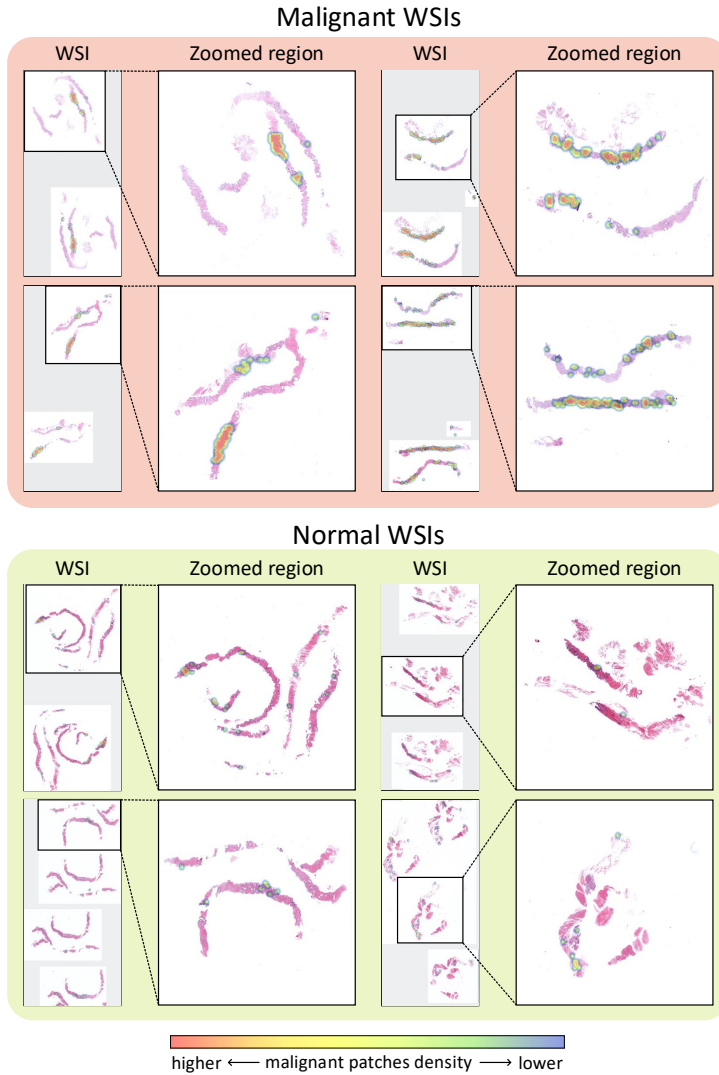 Malignant WSIs
WSI Zoomed region WSI Zoomed region
Normal WSIs
WSI Zoomed region WSI Zoomed region
higher ⟵ malignant patches density ⟶ lower